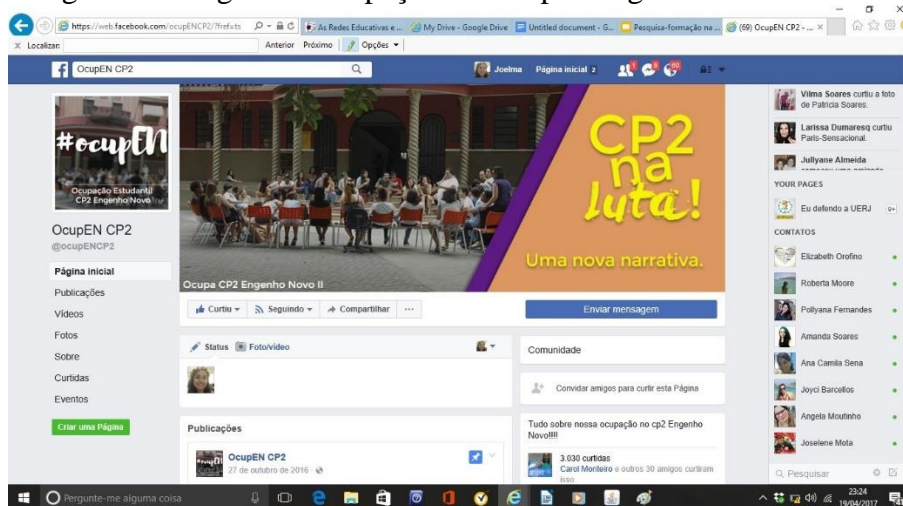 https://web.facebook.com/ocupENCP2/?fref=ts
As Redes Educativas e ...
My Drive - Google Drive
Untitled document - G...
Pesquisa-formação na ...
(69) OcupEN CP2 - ...
Localizar:
Anterior Próximo Opções
OcupEN CP2
Joelma Página inicial 2
#ocupEN
Ocupação Estudantil
CP2 Engenho Novo
OcupEN CP2
@ocupENCP2
Página inicial
Publicações
Vídeos
Fotos
Sobre
Curtidas
Eventos
Criar uma Página
CP2
na
luta!
Uma nova narrativa.
Ocupa CP2 Engenho Novo II
Curtiu Seguindo Compartilhar ...
Enviar mensagem
Status Foto/vídeo
Publicações
OcupEN CP2
27 de outubro de 2016
Comunidade
Convidar amigos para curtir esta Página
Tudo sobre nossa ocupação no cp2 Engenho
Novo!!!!
3.030 curtidas
Carol Monteiro e outros 30 amigos curtiram
isso
Vilma Soares curtiu a foto
de Patricia Soares.
Larissa Dumaresq curtiu
Paris-Sensacional.
Jullyane Almeida
YOUR PAGES
Eu defendo a UERJ 9+
CONTATOS
Elizabeth Orofino
Roberta Moore
Pollyana Fernandes
Amanda Soares
Ana Camila Sena
Joyci Barcellos
Angela Moutinho
Joselene Mota
Pesquisar
Pergunte-me alguma coisa
23:24
19/04/2017